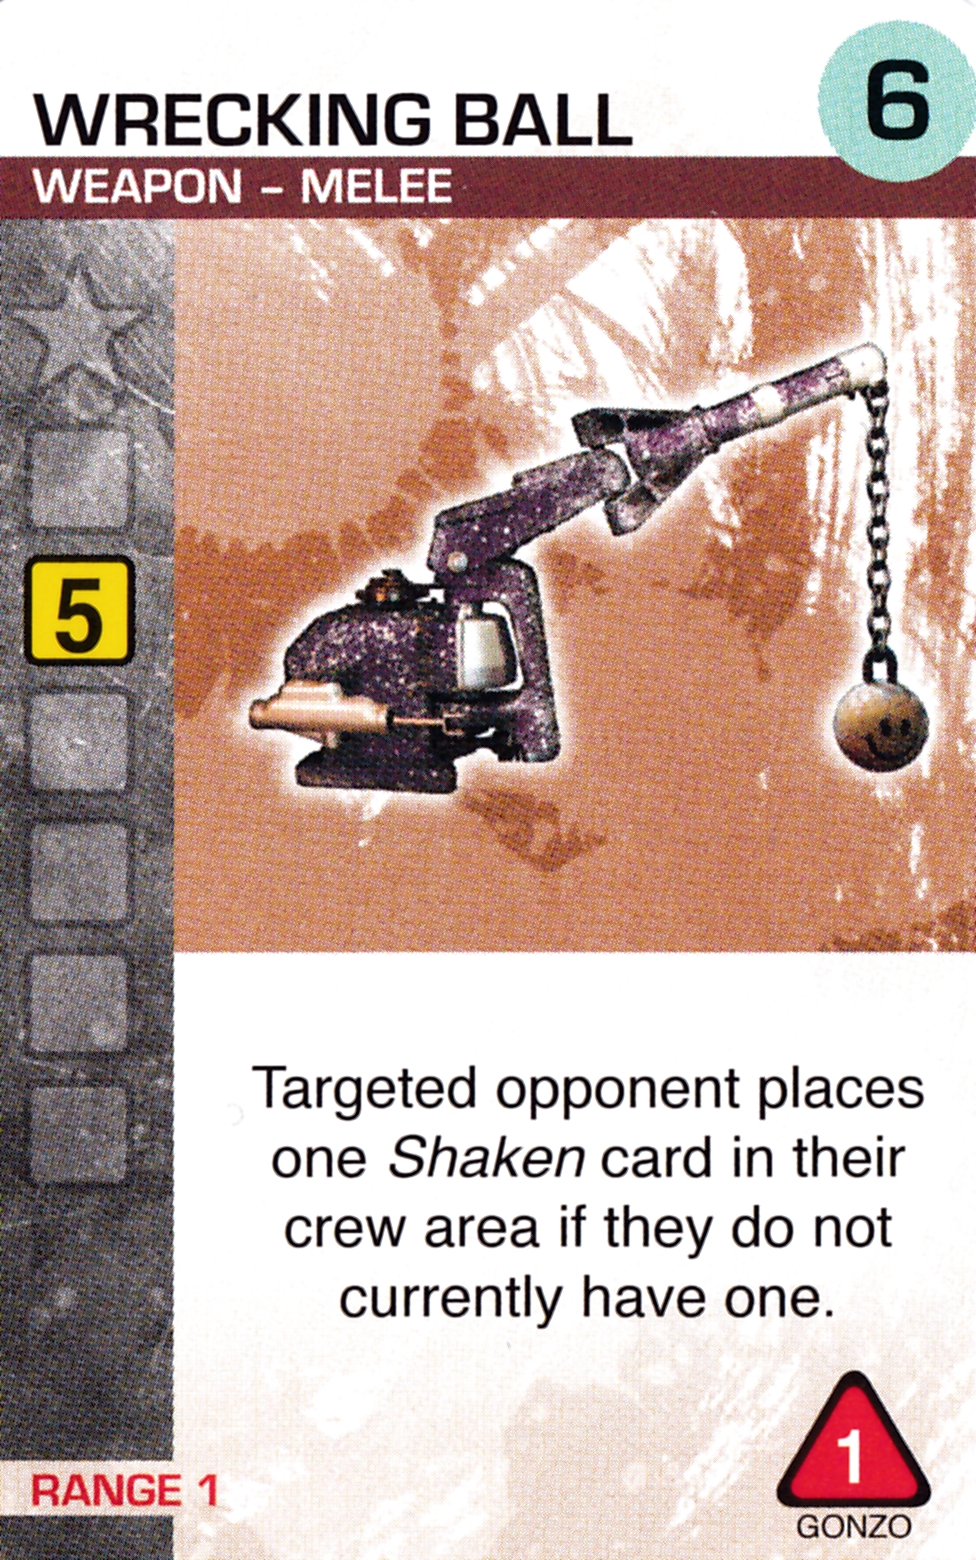 WRECKING BALL
6
WEAPON – MELEE
5
Targeted opponent places
one Shaken card in their
crew area if they do not
currently have one.
RANGE 1
1
GONZO